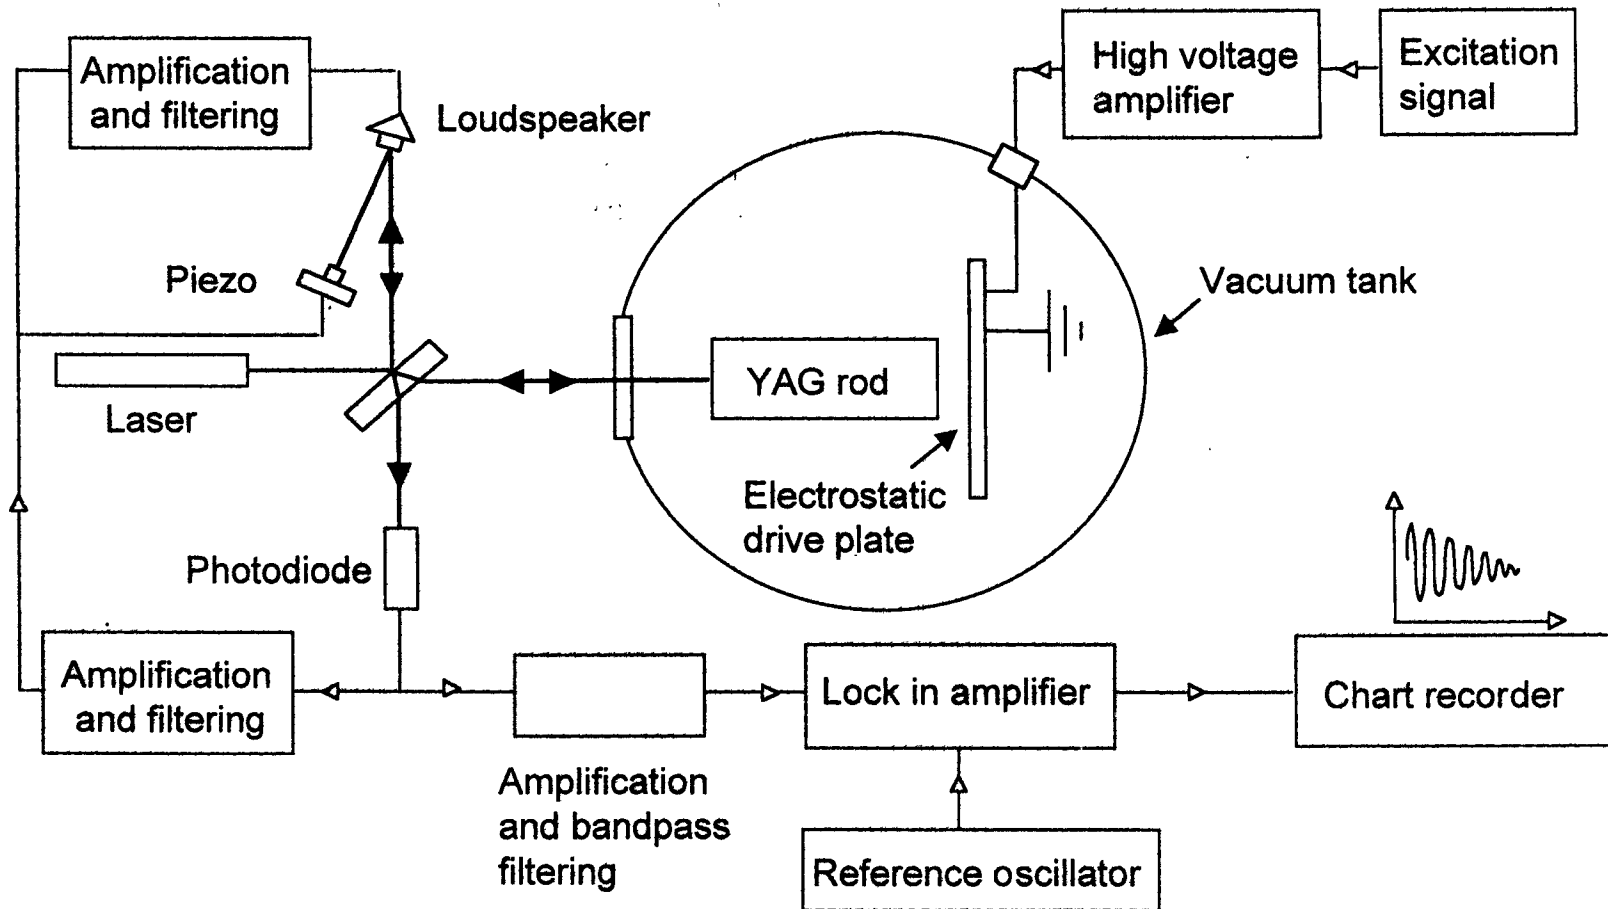 Amplification
and filtering
Loudspeaker
High voltage
amplifier
Excitation
signal
Piezo
Vacuum tank
Laser
YAG rod
Electrostatic
drive plate
Photodiode
Amplification
and filtering
Lock in amplifier
Chart recorder
Amplification
and bandpass
filtering
Reference oscillator